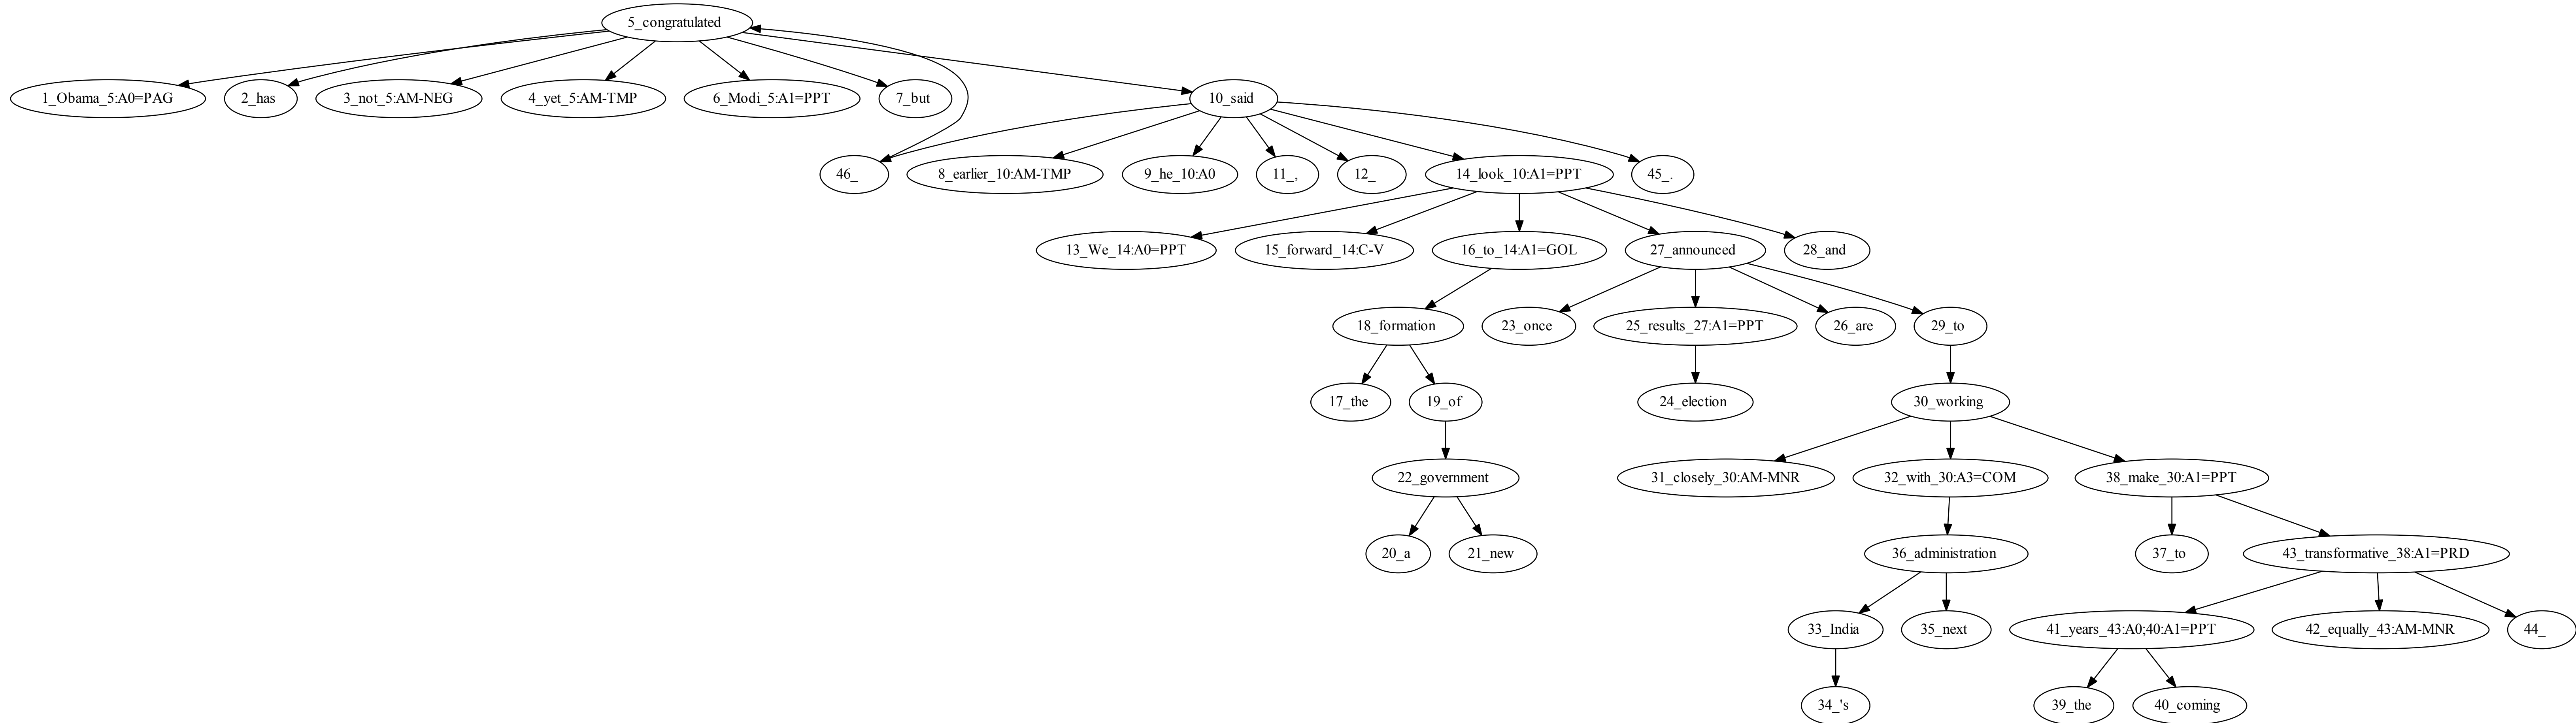 5_congratulated
1_Obama_5:A0=PAG
2_has
3_not_5:AM-NEG
4_yet_5:AM-TMP
6_Modi_5:A1=PPT
7_but
10_said
46_
8_earlier_10:AM-TMP
9_he_10:A0
11_,
12_
14_look_10:A1=PPT
45_.
13_We_14:A0=PPT
15_forward_14:C-V
16_to_14:A1=GOL
27_announced
28_and
18_formation
23_once
25_results_27:A1=PPT
26_are
29_to
17_the
19_of
24_election
30_working
22_government
31_closely_30:AM-MNR
32_with_30:A3=COM
38_make_30:A1=PPT
20_a
21_new
36_administration
37_to
43_transformative_38:A1=PRD
33_India
35_next
41_years_43:A0;40:A1=PPT
42_equally_43:AM-MNR
44_
34_'s
39_the
40_coming